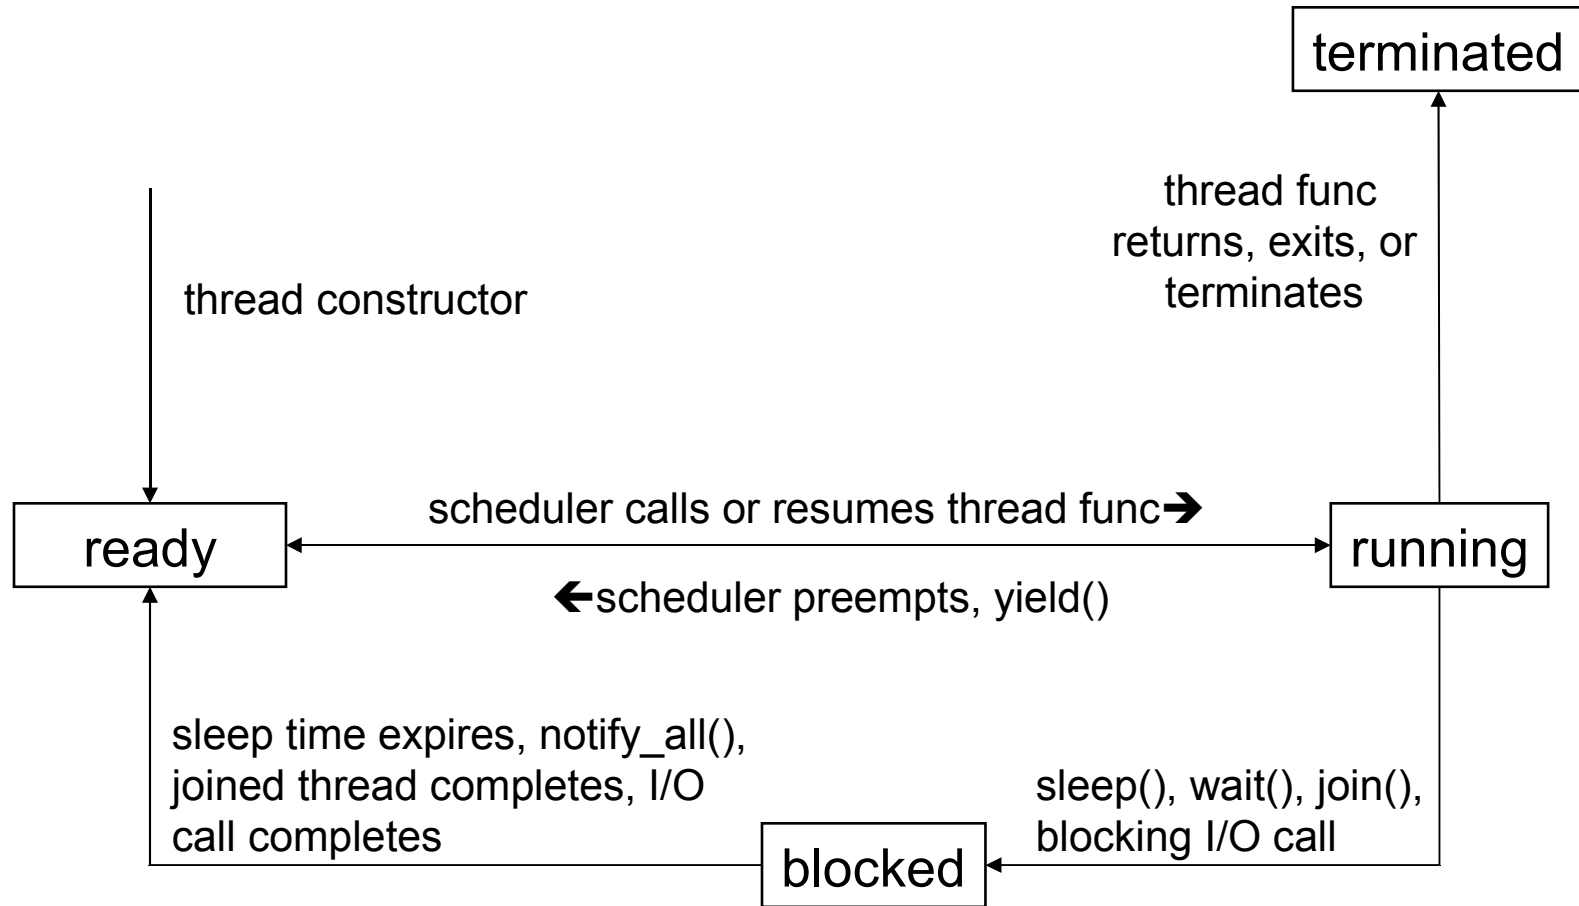 terminated
thread func
returns, exits, or
terminates
thread constructor
scheduler calls or resumes thread func➔
ready
running
🡸scheduler preempts, yield()
sleep time expires, notify_all(),
joined thread completes, I/O
call completes
sleep(), wait(), join(),
blocking I/O call
blocked